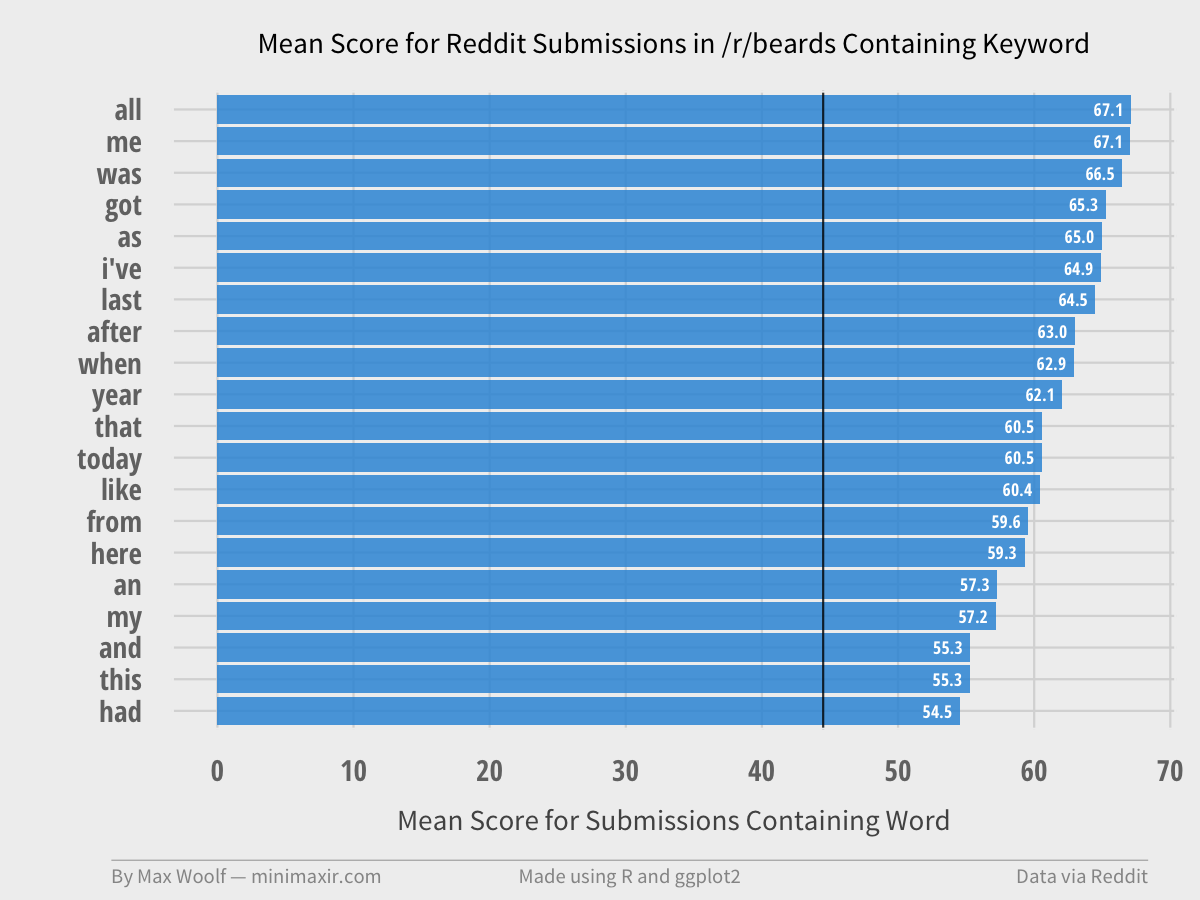 Mean Score for Reddit Submissions in /r/beards Containing Keyword
all 67.1
me 67.1
was 66.5
got 65.3
as 65.0
i've 64.9
last 64.5
after 63.0
when 62.9
year 62.1
that 60.5
today 60.5
like 60.4
from 59.6
here 59.3
an 57.3
my 57.2
and 55.3
this 55.3
had 54.5
0 10 20 30 40 50 60 70
Mean Score for Submissions Containing Word
By Max Woolf — minimaxir.com Made using R and ggplot2 Data via Reddit